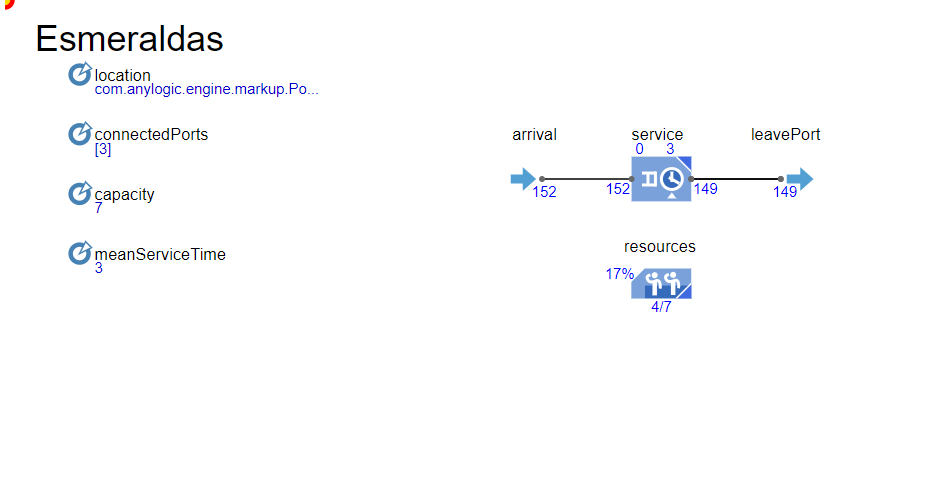 Esmeraldas
location
com.anylogic.engine.markup.Po...
connectedPorts
[3]
capacity
7
meanServiceTime
3
arrival
service
leavePort
0 3
152
152
149
149
resources
17%
4/7